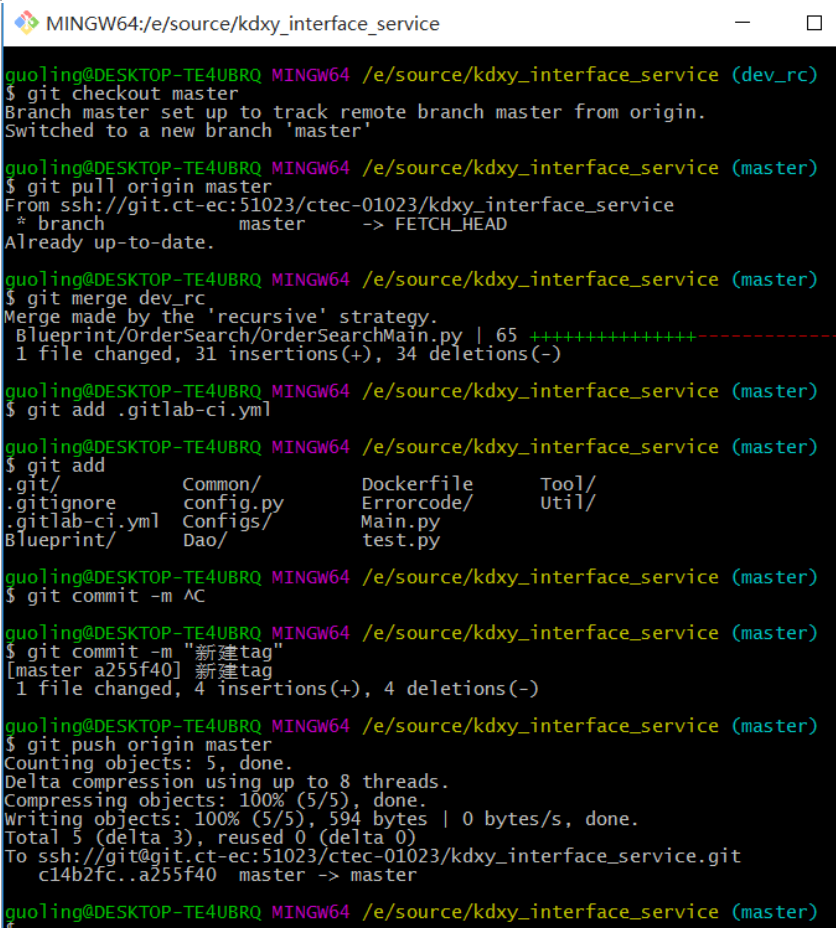 MINGW64:/e/source/kdxy_interface_service
guoling@DESKTOP-TE4UBRQ MINGW64 /e/source/kdxy_interface_service (dev_rc)
$ git checkout master
Branch master set up to track remote branch master from origin.
Switched to a new branch 'master'
guoling@DESKTOP-TE4UBRQ MINGW64 /e/source/kdxy_interface_service (master)
$ git pull origin master
From ssh://git.ct-ec:51023/ctec-01023/kdxy_interface_service
 * branch            master     -> FETCH_HEAD
Already up-to-date.
guoling@DESKTOP-TE4UBRQ MINGW64 /e/source/kdxy_interface_service (master)
$ git merge dev_rc
Merge made by the 'recursive' strategy.
 Blueprint/OrderSearch/OrderSearchMain.py | 65 +++++++++++++++-------------
 1 file changed, 31 insertions(+), 34 deletions(-)
guoling@DESKTOP-TE4UBRQ MINGW64 /e/source/kdxy_interface_service (master)
$ git add .gitlab-ci.yml
guoling@DESKTOP-TE4UBRQ MINGW64 /e/source/kdxy_interface_service (master)
$ git add
.git/           Common/         Dockerfile      Tool/
.gitignore      config.py       Errorcode/      Util/
.gitlab-ci.yml  Configs/        Main.py
Blueprint/      Dao/            test.py
guoling@DESKTOP-TE4UBRQ MINGW64 /e/source/kdxy_interface_service (master)
$ git commit -m ^C
guoling@DESKTOP-TE4UBRQ MINGW64 /e/source/kdxy_interface_service (master)
$ git commit -m "新建tag"
[master a255f40] 新建tag
 1 file changed, 4 insertions(+), 4 deletions(-)
guoling@DESKTOP-TE4UBRQ MINGW64 /e/source/kdxy_interface_service (master)
$ git push origin master
Counting objects: 5, done.
Delta compression using up to 8 threads.
Compressing objects: 100% (5/5), done.
Writing objects: 100% (5/5), 594 bytes | 0 bytes/s, done.
Total 5 (delta 3), reused 0 (delta 0)
To ssh://git@git.ct-ec:51023/ctec-01023/kdxy_interface_service.git
   c14b2fc..a255f40  master -> master
guoling@DESKTOP-TE4UBRQ MINGW64 /e/source/kdxy_interface_service (master)
$